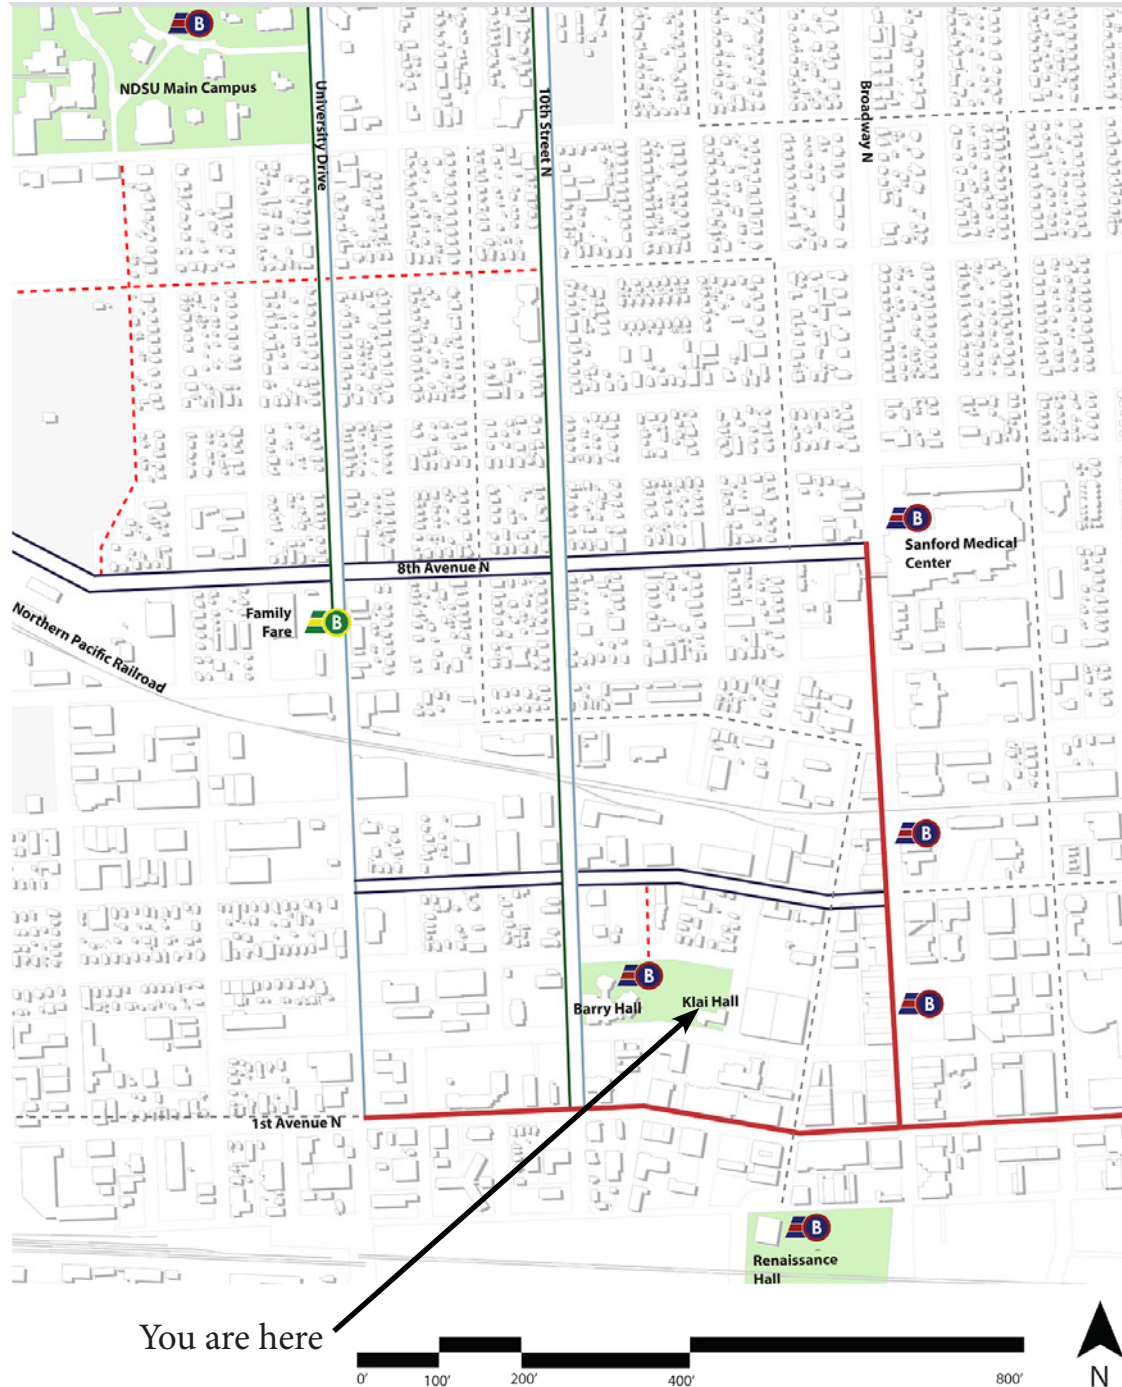 B
NDSU Main Campus
University Drive
10th Street N
Broadway N
B
Sanford Medical
Center
8th Avenue N
Family
Fare
B
Northern Pacific Railroad
B
B
Barry Hall
Klai Hall
B
1st Avenue N
B
Renaissance
Hall
You are here
0' 100' 200' 400' 800'
N